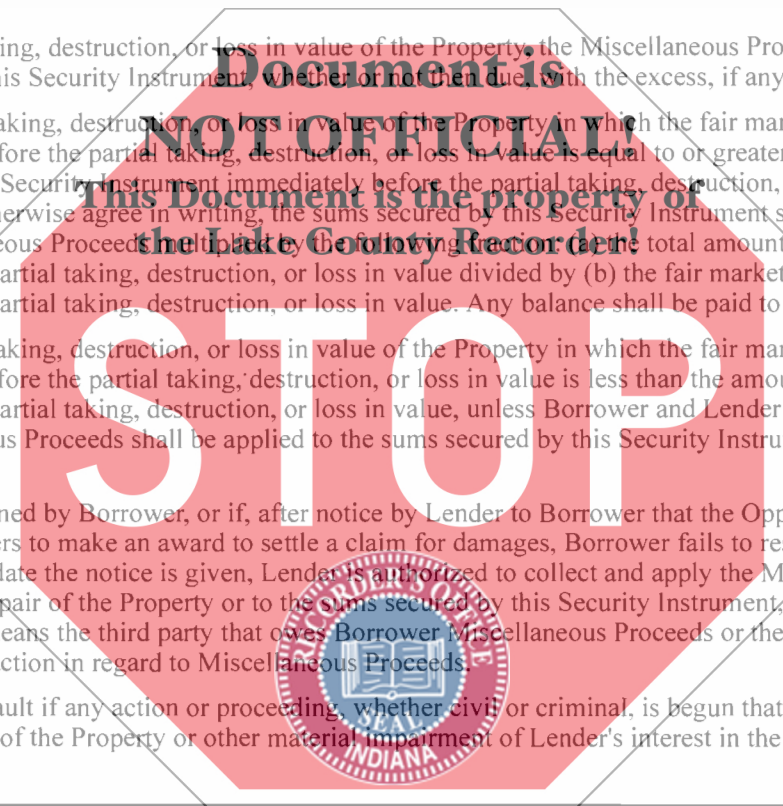 ing, destruction, or loss in value of the Property, the Miscellaneous Pro
his Security Instrument, whether or not then due, with the excess, if any
Document is
aking, destruction, or loss in value of the Property in which the fair mar
NOT OFFICIAL!
fore the partial taking, destruction, or loss in value is equal to or greater
Security Instrument immediately before the partial taking, destruction,
This Document is the property of
erwise agree in writing, the sums secured by this Security Instrument s
the Lake County Recorder!
eous Proceeds multiplied by the following fraction: (a) the total amount
artial taking, destruction, or loss in value divided by (b) the fair market
artial taking, destruction, or loss in value. Any balance shall be paid to
STOP
aking, destruction, or loss in value of the Property in which the fair mar
fore the partial taking, destruction, or loss in value is less than the amou
artial taking, destruction, or loss in value, unless Borrower and Lender
us Proceeds shall be applied to the sums secured by this Security Instru
ned by Borrower, or if, after notice by Lender to Borrower that the Opp
ers to make an award to settle a claim for damages, Borrower fails to re
date the notice is given, Lender is authorized to collect and apply the M
pair of the Property or to the sums secured by this Security Instrument,
eans the third party that owes Borrower Miscellaneous Proceeds or the
ction in regard to Miscellaneous Proceeds.
RECORDER'S OFFICE
SEAL
INDIANA
ault if any action or proceeding, whether civil or criminal, is begun that
of the Property or other material impairment of Lender's interest in the